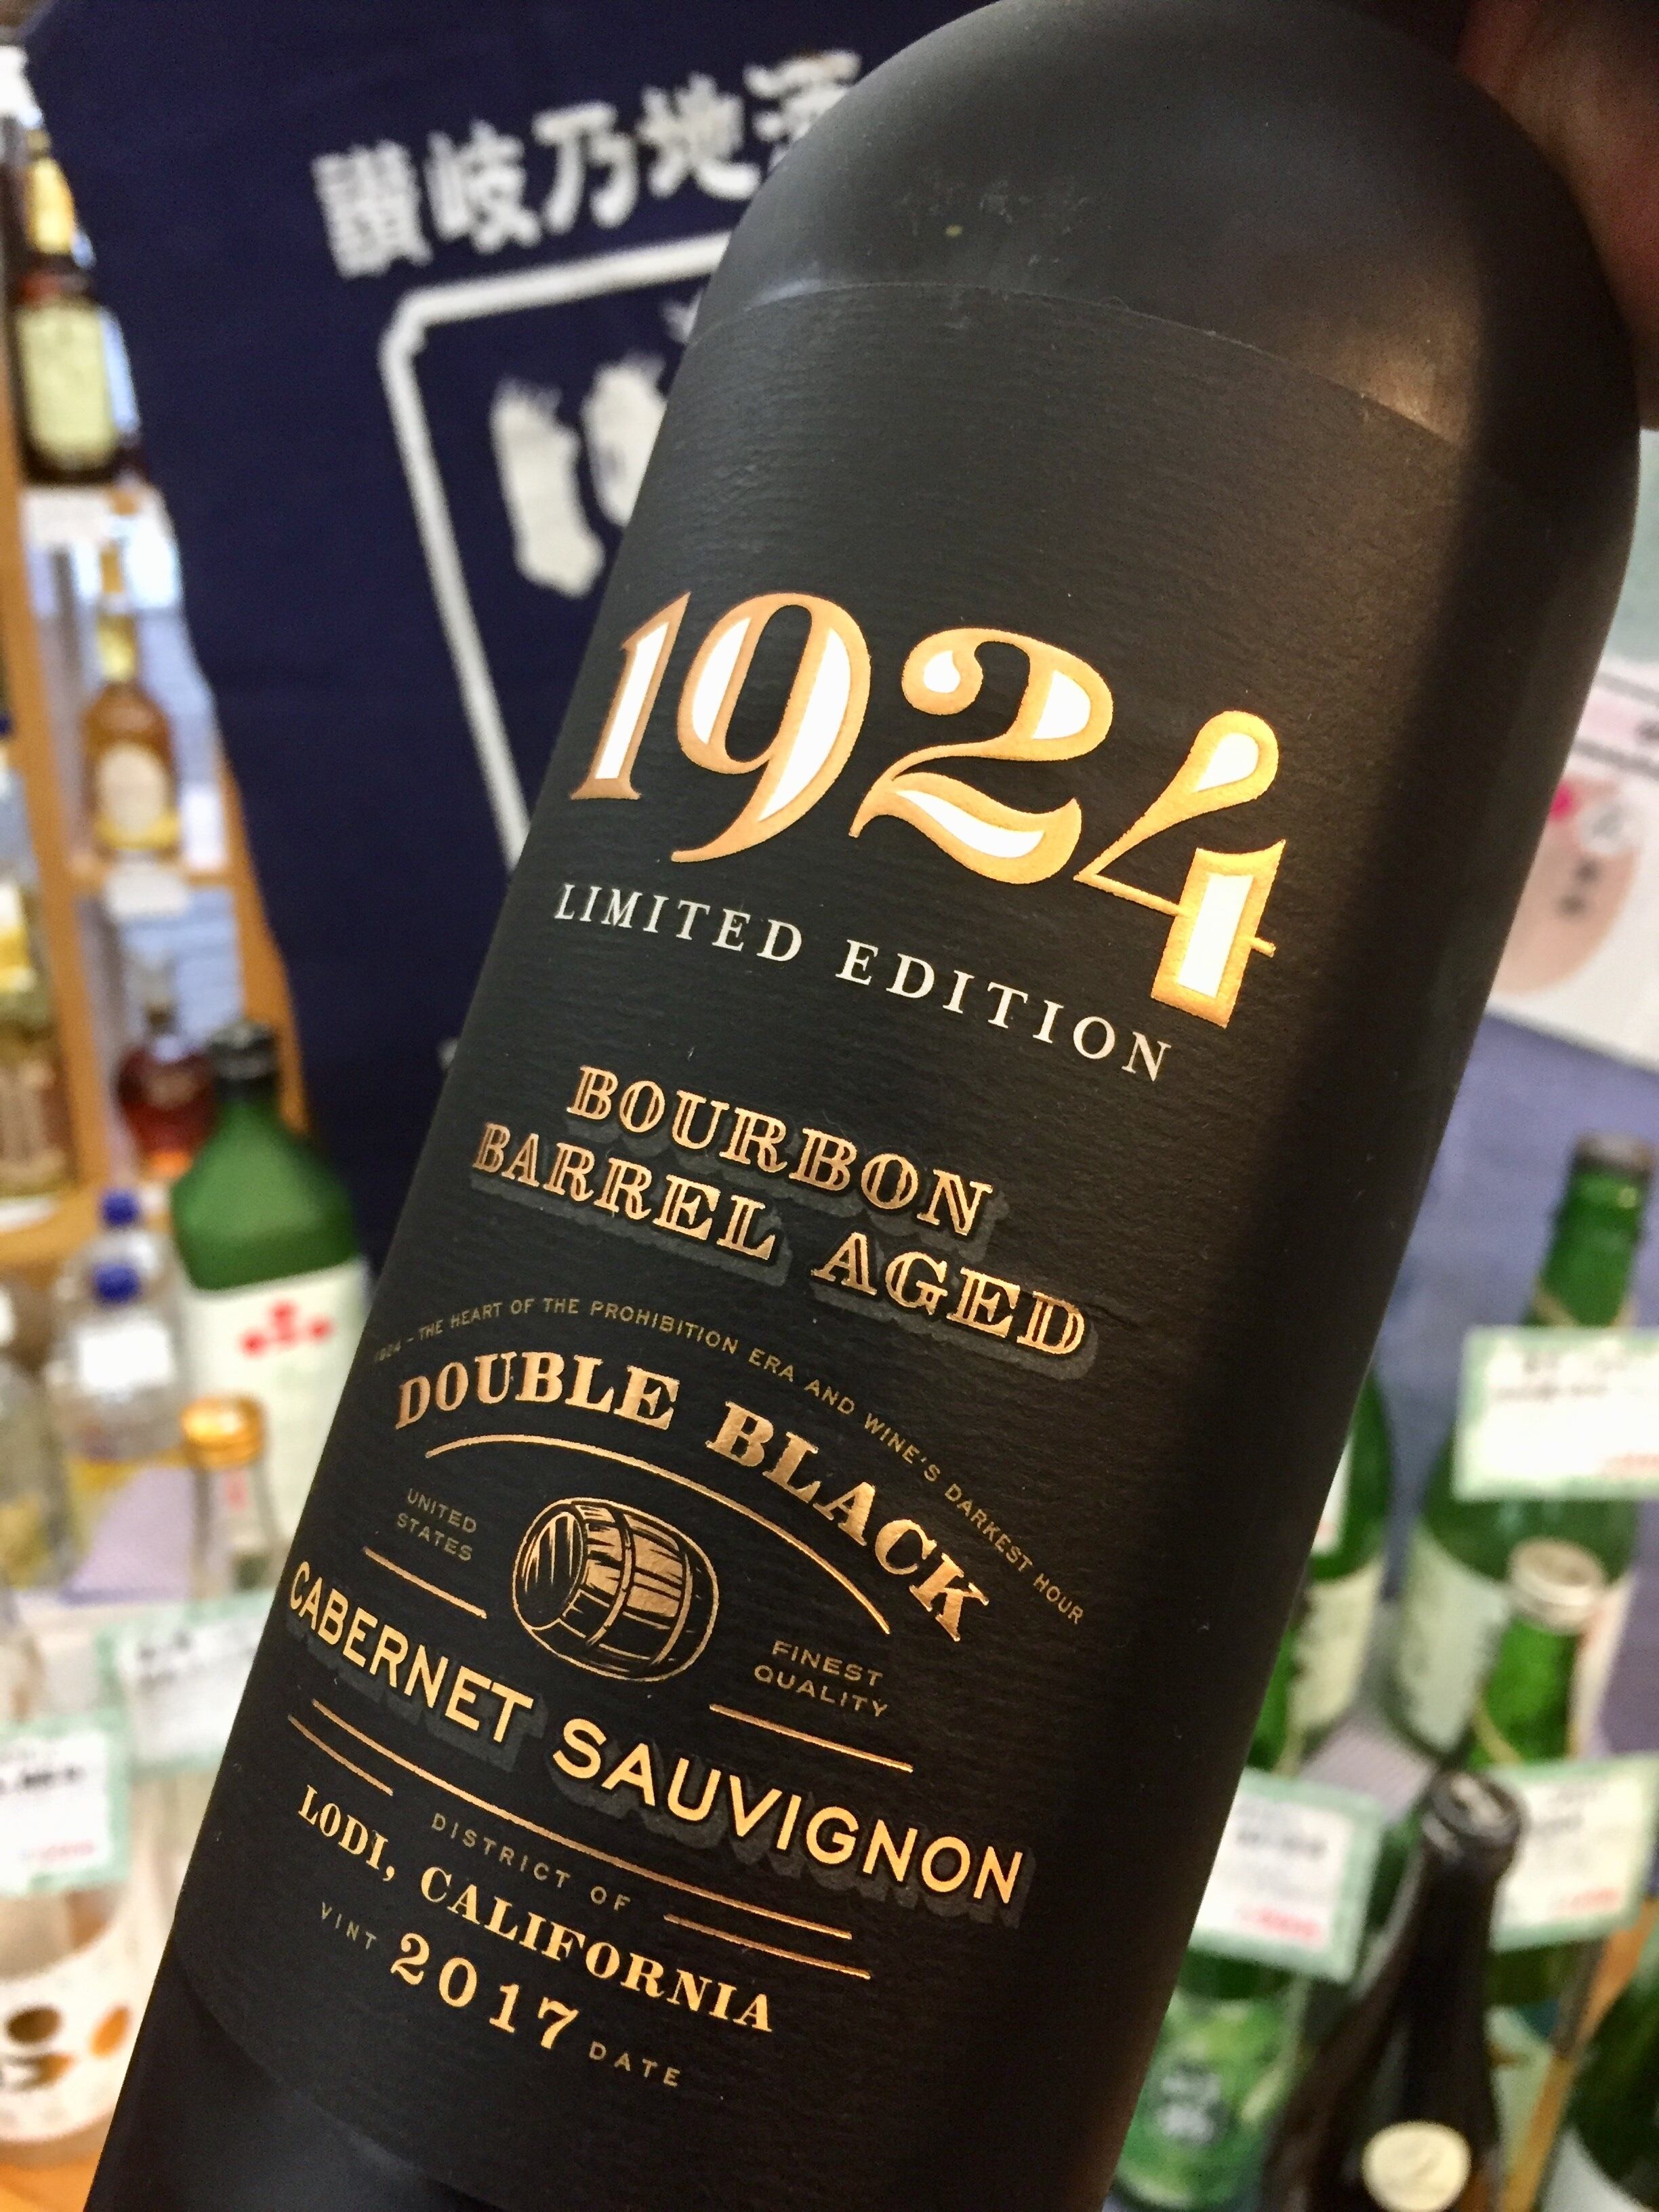 讃岐乃地酒
1924
LIMITED EDITION
BOURBON
BARREL AGED
1924 – THE HEART OF THE PROHIBITION ERA AND WINE'S DARKEST HOUR
DOUBLE BLACK
UNITED
STATES
FINEST
QUALITY
CABERNET SAUVIGNON
DISTRICT OF
LODI, CALIFORNIA
VINT 2017 DATE